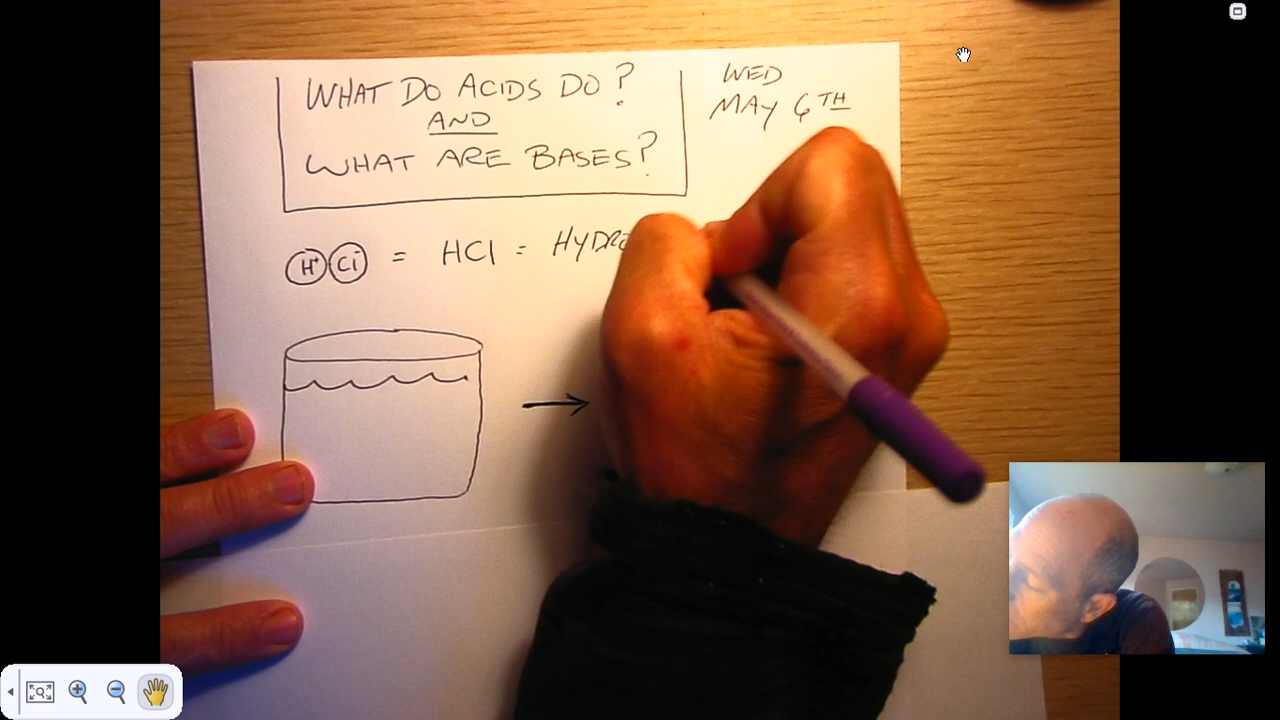 WHAT DO ACIDS DO?
AND
WHAT ARE BASES?
WED
MAY 6TH
H+ Cl- = HCl = HYDRO